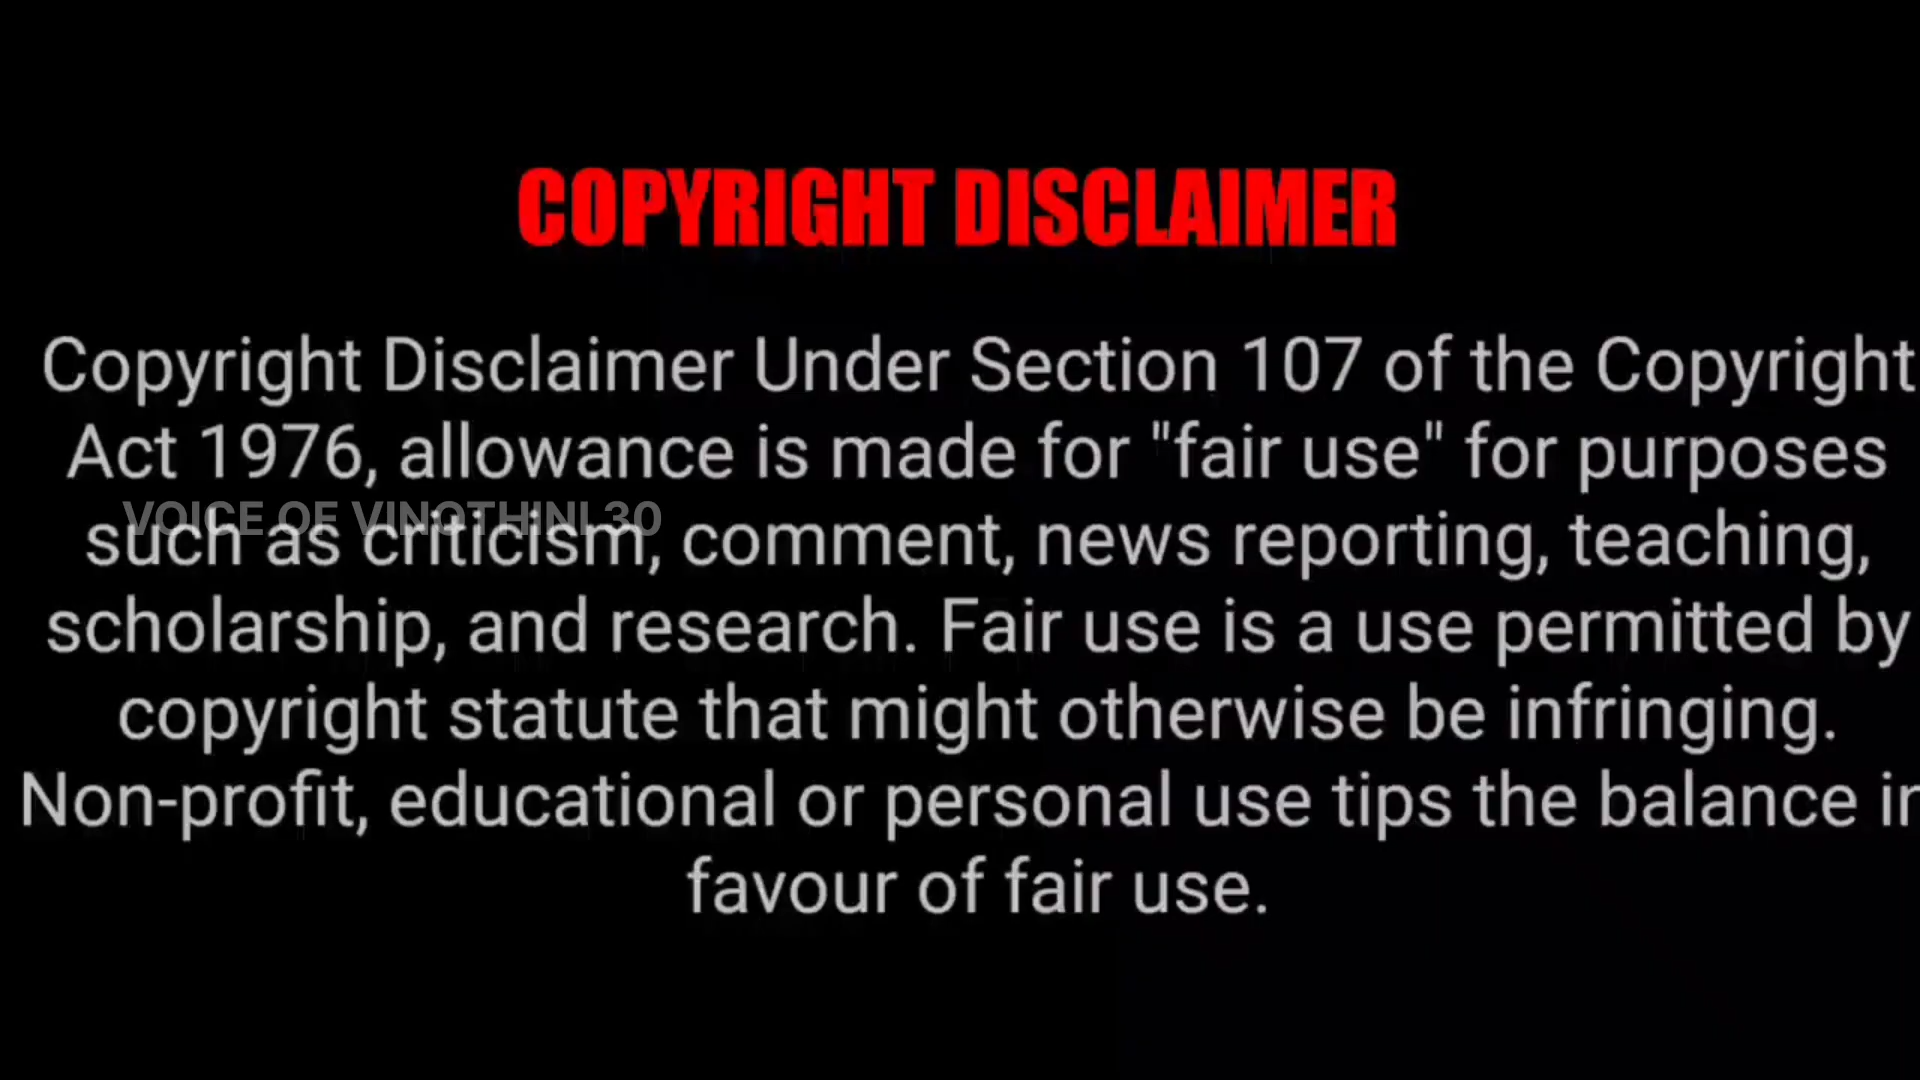 COPYRIGHT DISCLAIMER
Copyright Disclaimer Under Section 107 of the Copyright
Act 1976, allowance is made for "fair use" for purposes
VOICE OF VINOTHINI 30
such as criticism, comment, news reporting, teaching,
scholarship, and research. Fair use is a use permitted by
copyright statute that might otherwise be infringing.
Non-profit, educational or personal use tips the balance in
favour of fair use.